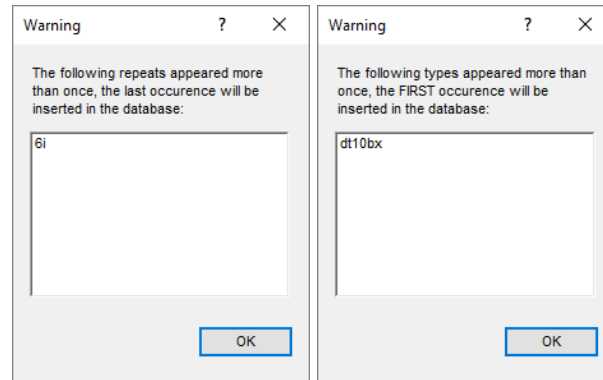 Warning
?
The following repeats appeared more
than once, the last occurence will be
inserted in the database:
6i
OK
Warning
?
The following types appeared more than
once, the FIRST occurence will be
inserted in the database:
dt10bx
OK